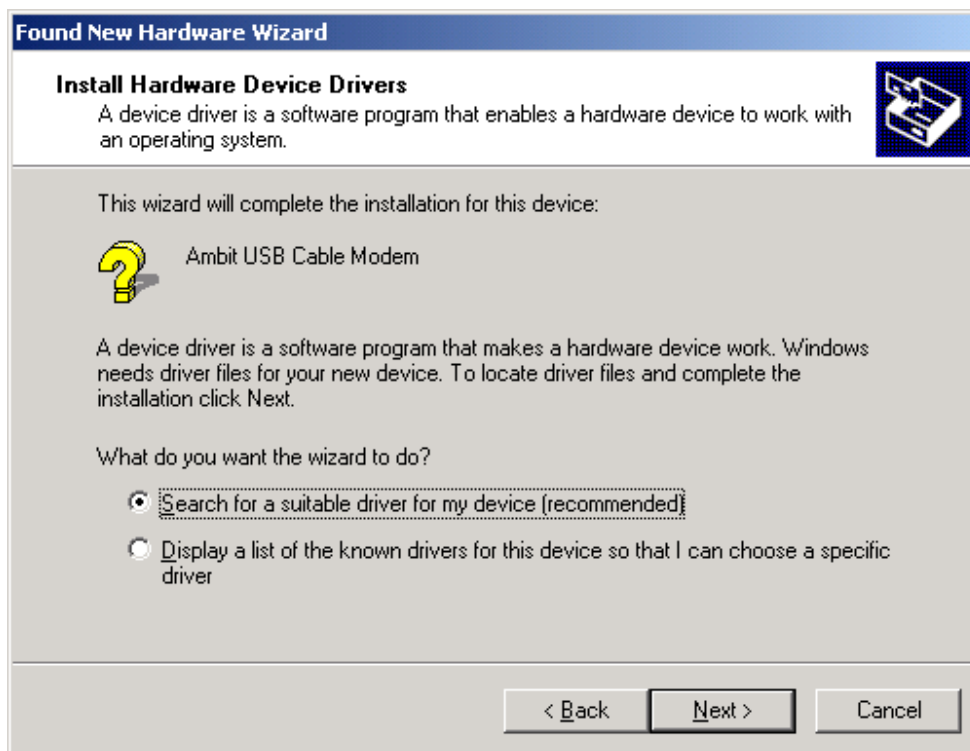 Found New Hardware Wizard
Install Hardware Device Drivers
A device driver is a software program that enables a hardware device to work with
an operating system.
This wizard will complete the installation for this device:
Ambit USB Cable Modem
A device driver is a software program that makes a hardware device work. Windows
needs driver files for your new device. To locate driver files and complete the
installation click Next.
What do you want the wizard to do?
Search for a suitable driver for my device (recommended)
Display a list of the known drivers for this device so that I can choose a specific
driver
< Back Next > Cancel